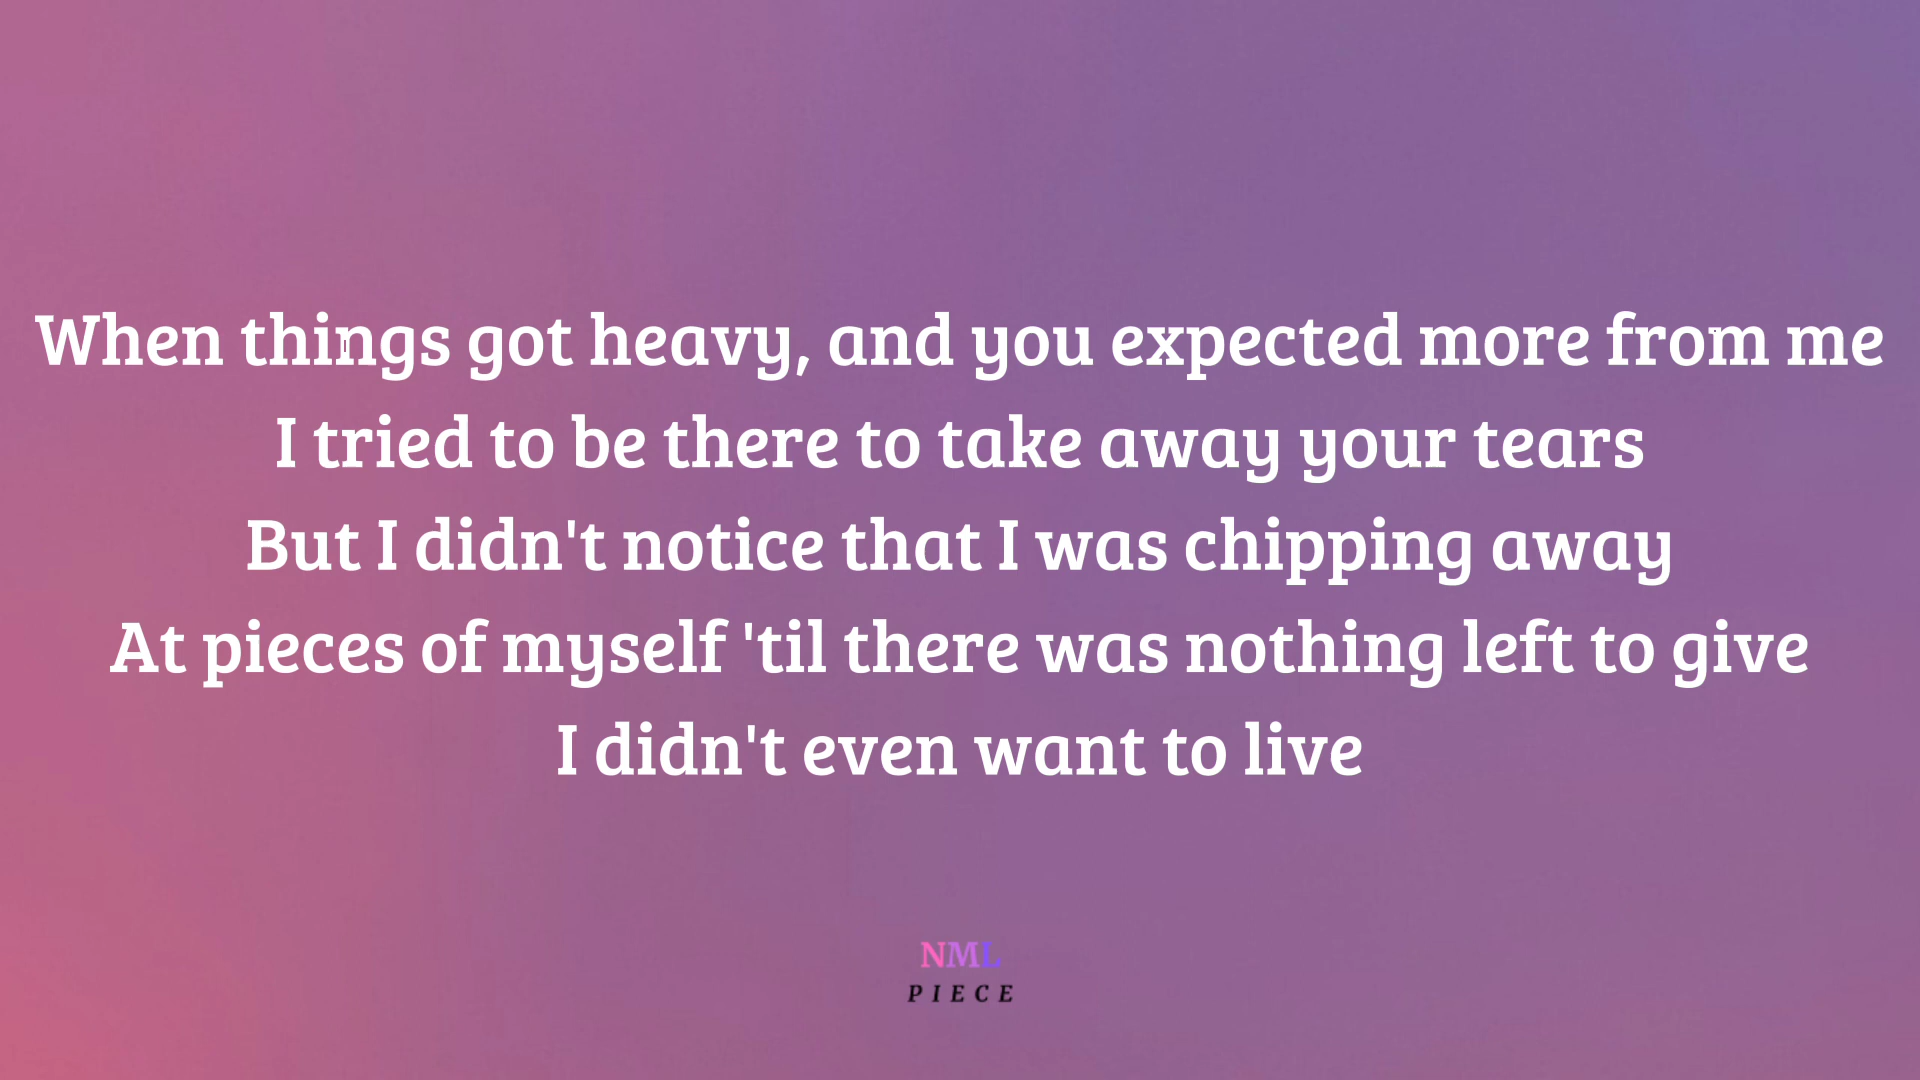 When things got heavy, and you expected more from me
I tried to be there to take away your tears
But I didn't notice that I was chipping away
At pieces of myself 'til there was nothing left to give
I didn't even want to live
NML
PIECE